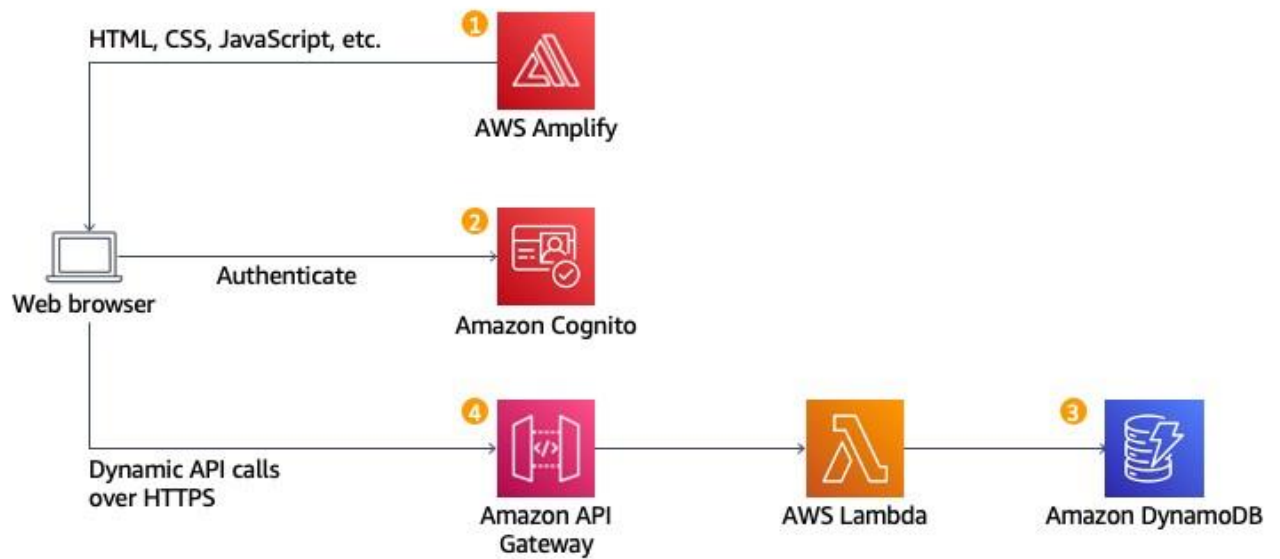 HTML, CSS, JavaScript, etc.
1
AWS Amplify
2
Web browser
Authenticate
Amazon Cognito
4
3
Dynamic API calls
over HTTPS
Amazon API
Gateway
AWS Lambda
Amazon DynamoDB